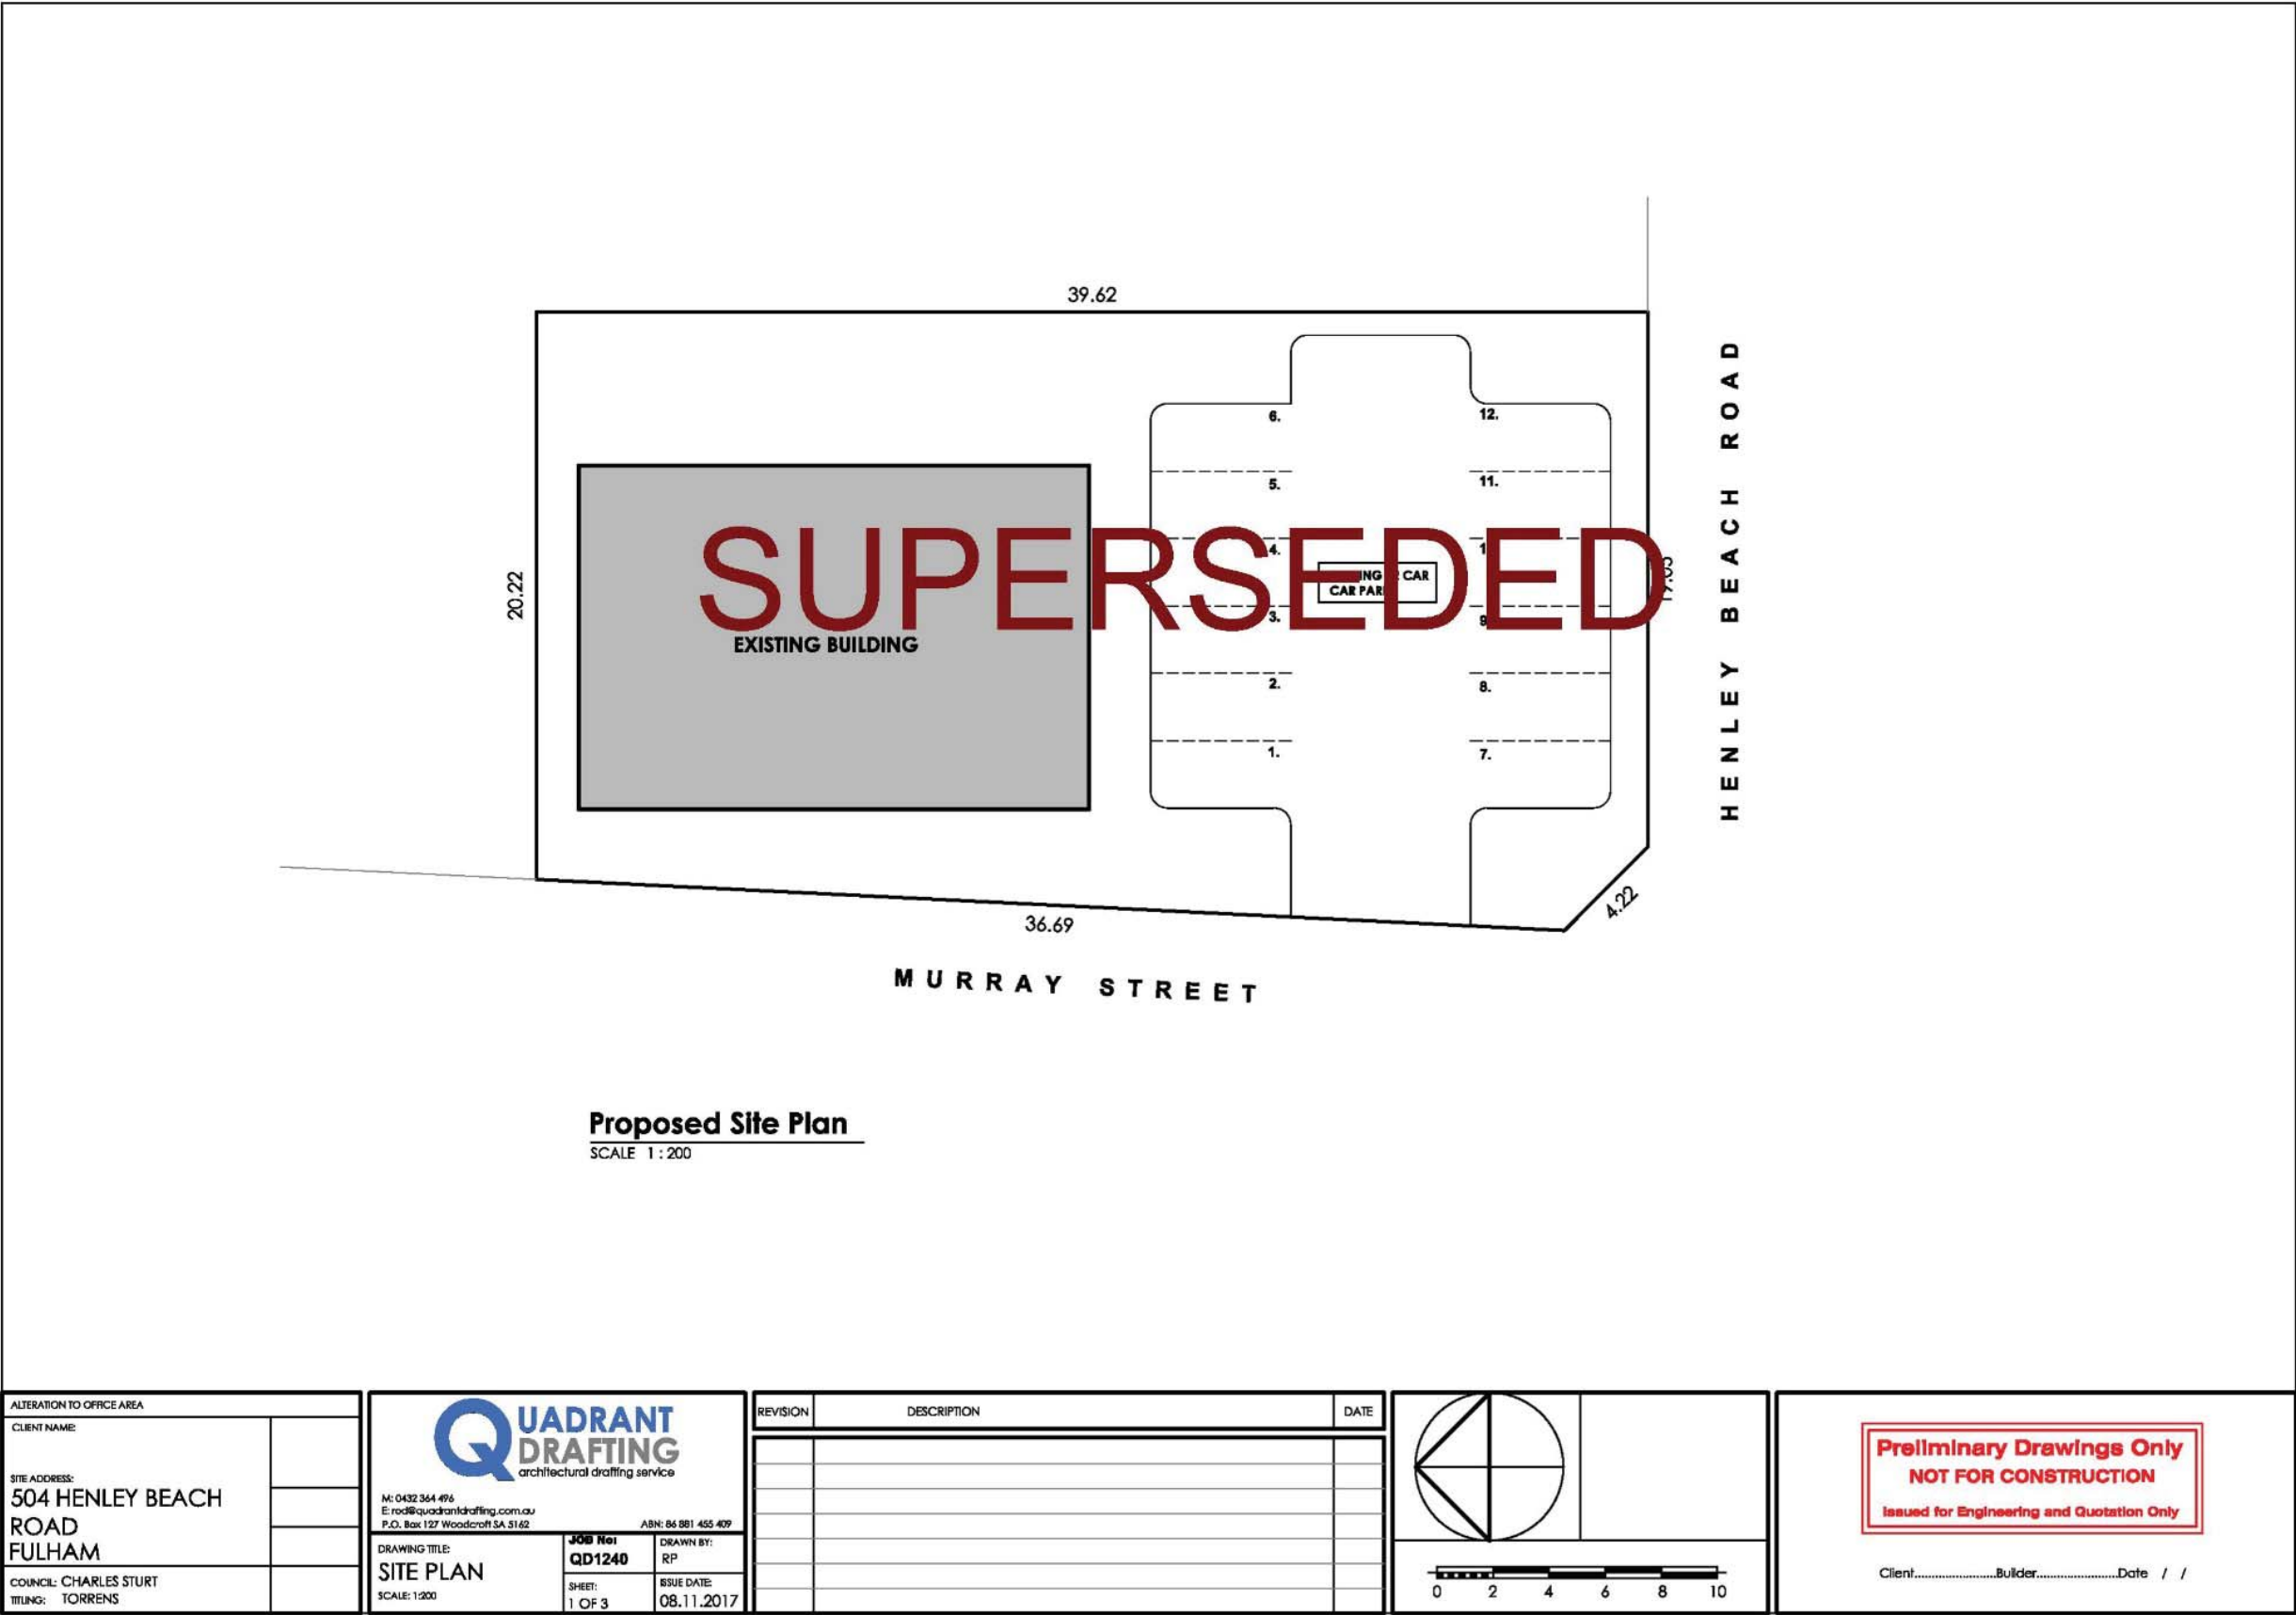 39.62
HENLEY BEACH ROAD
6.
12.
5.
11.
4.
SUPERSEDED
CAR
CAR
3.
9
20.22
EXISTING BUILDING
2.
8.
1.
7.
4.22
36.69
MURRAY STREET
Proposed Site Plan
SCALE 1 : 200
ALTERATION TO OFFICE AREA
CLIENT NAME:
SITE ADDRESS:
504 HENLEY BEACH
ROAD
FULHAM
COUNCIL: CHARLES STURT
TITLING: TORRENS
QUADRANT
DRAFTING
architectural drafting service
M: 0432 364 496
E: rod@quadrantdrafting.com.au
P.O. Box 127 Woodcroft SA 5162
ABN: 86 881 455 409
DRAWING TITLE:
SITE PLAN
SCALE: 1:200
JOB No:
QD1240
DRAWN BY:
RP
SHEET:
1 OF 3
ISSUE DATE:
08.11.2017
REVISION DESCRIPTION DATE
0 2 4 6 8 10
Preliminary Drawings Only
NOT FOR CONSTRUCTION
Issued for Engineering and Quotation Only
Client......................Builder......................Date / /